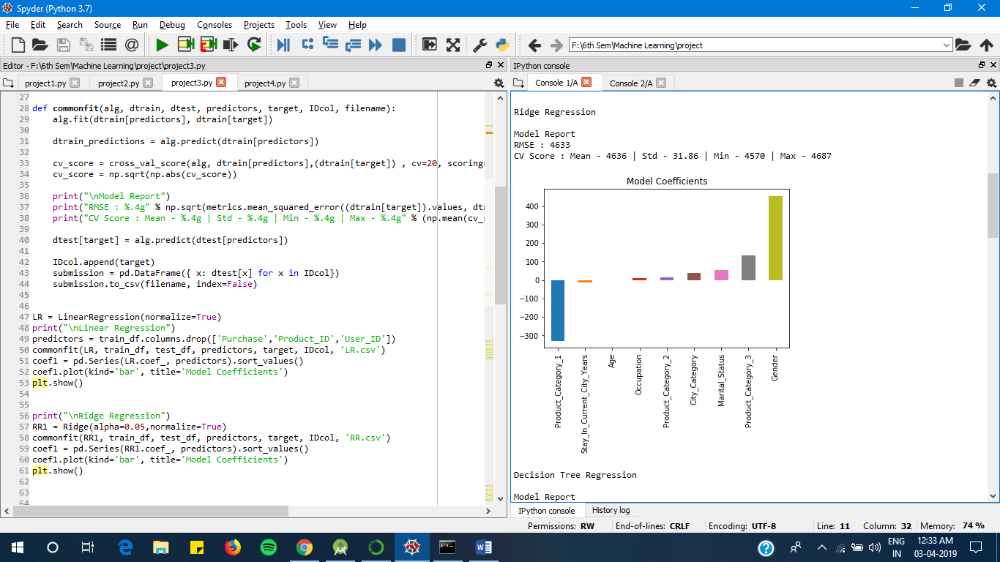 Spyder (Python 3.7)
File Edit Search Source Run Debug Consoles Projects Tools View Help
F:\6th Sem\Machine Learning\project
Editor - F:\6th Sem\Machine Learning\project\project3.py
project1.py project2.py project3.py project4.py
27
28 def commonfit(alg, dtrain, dtest, predictors, target, IDcol, filename):
29 alg.fit(dtrain[predictors], dtrain[target])
30
31 dtrain_predictions = alg.predict(dtrain[predictors])
32
33 cv_score = cross_val_score(alg, dtrain[predictors],(dtrain[target]) , cv=20, scoring=
34 cv_score = np.sqrt(np.abs(cv_score))
35
36 print("\nModel Report")
37 print("RMSE : %.4g" % np.sqrt(metrics.mean_squared_error((dtrain[target]).values, dt
38 print("CV Score : Mean - %.4g | Std - %.4g | Min - %.4g | Max - %.4g" % (np.mean(cv_s
39
40 dtest[target] = alg.predict(dtest[predictors])
41
42 IDcol.append(target)
43 submission = pd.DataFrame({ x: dtest[x] for x in IDcol})
44 submission.to_csv(filename, index=False)
45
46
47 LR = LinearRegression(normalize=True)
48 print("\nLinear Regression")
49 predictors = train_df.columns.drop(['Purchase','Product_ID','User_ID'])
50 commonfit(LR, train_df, test_df, predictors, target, IDcol, 'LR.csv')
51 coef1 = pd.Series(LR.coef_, predictors).sort_values()
52 coef1.plot(kind='bar', title='Model Coefficients')
53 plt.show()
54
55
56 print("\nRidge Regression")
57 RR1 = Ridge(alpha=0.05,normalize=True)
58 commonfit(RR1, train_df, test_df, predictors, target, IDcol, 'RR.csv')
59 coef1 = pd.Series(RR1.coef_, predictors).sort_values()
60 coef1.plot(kind='bar', title='Model Coefficients')
61 plt.show()
62
63
64
IPython console
Console 1/A Console 2/A
Ridge Regression
Model Report
RMSE : 4633
CV Score : Mean - 4636 | Std - 31.86 | Min - 4570 | Max - 4687
Model Coefficients
400
300
200
100
0
−100
−200
−300
Product_Category_1
Stay_In_Current_City_Years
Age
Occupation
Product_Category_2
City_Category
Marital_Status
Product_Category_3
Gender
Decision Tree Regression
Model Report
IPython console History log
Permissions: RW End-of-lines: CRLF Encoding: UTF-8 Line: 11 Column: 32 Memory: 74 %
ENG
IN
12:33 AM
03-04-2019